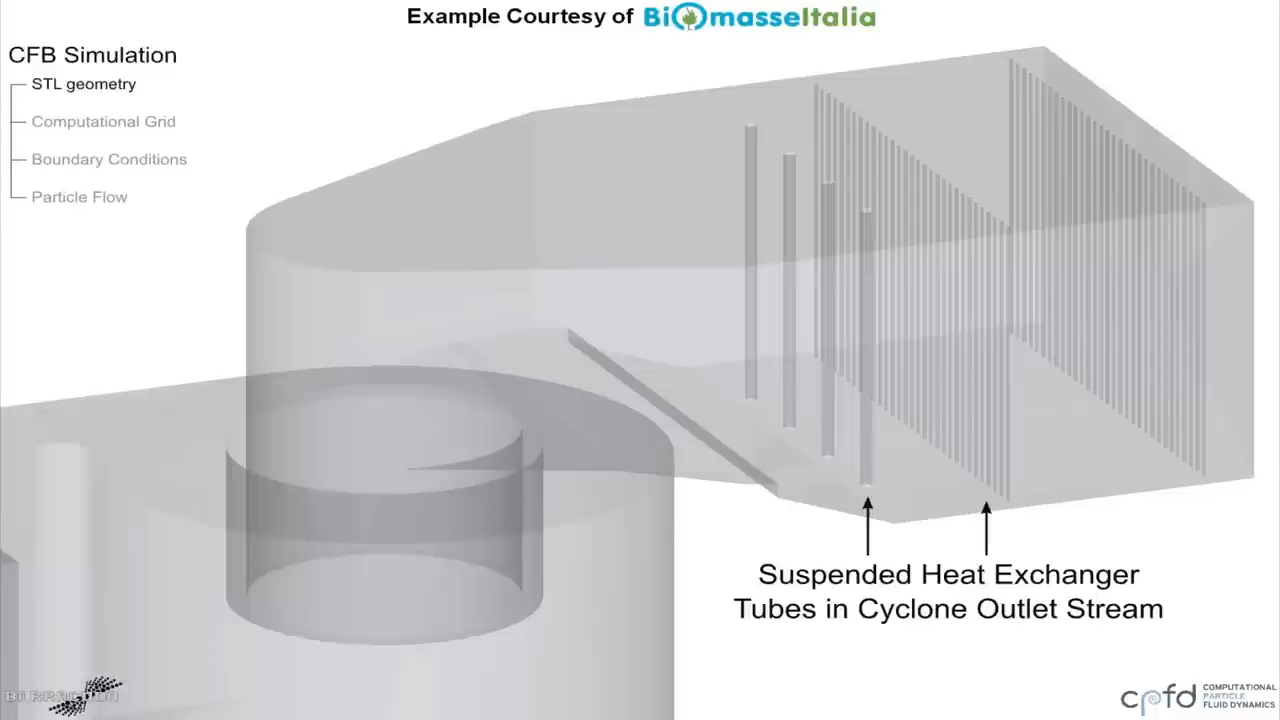 Example Courtesy of BiOmasseItalia
CFB Simulation
STL geometry
Computational Grid
Boundary Conditions
Particle Flow
Suspended Heat Exchanger
Tubes in Cyclone Outlet Stream
BARRACUDA
cpfd COMPUTATIONAL
PARTICLE
FLUID DYNAMICS